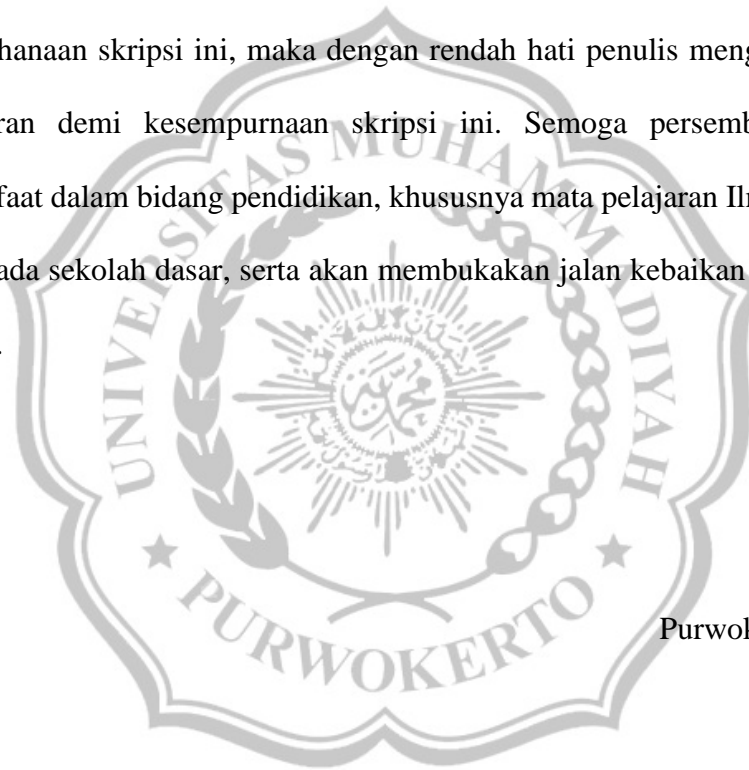 hanaan skripsi ini, maka dengan rendah hati penulis meng
ran demi kesempurnaan skripsi ini. Semoga persemb
faat dalam bidang pendidikan, khususnya mata pelajaran Ilr
ada sekolah dasar, serta akan membukakan jalan kebaikan
.
UNIVERSITAS MUHAMMADIYAH
PURWOKERTO
Purwok